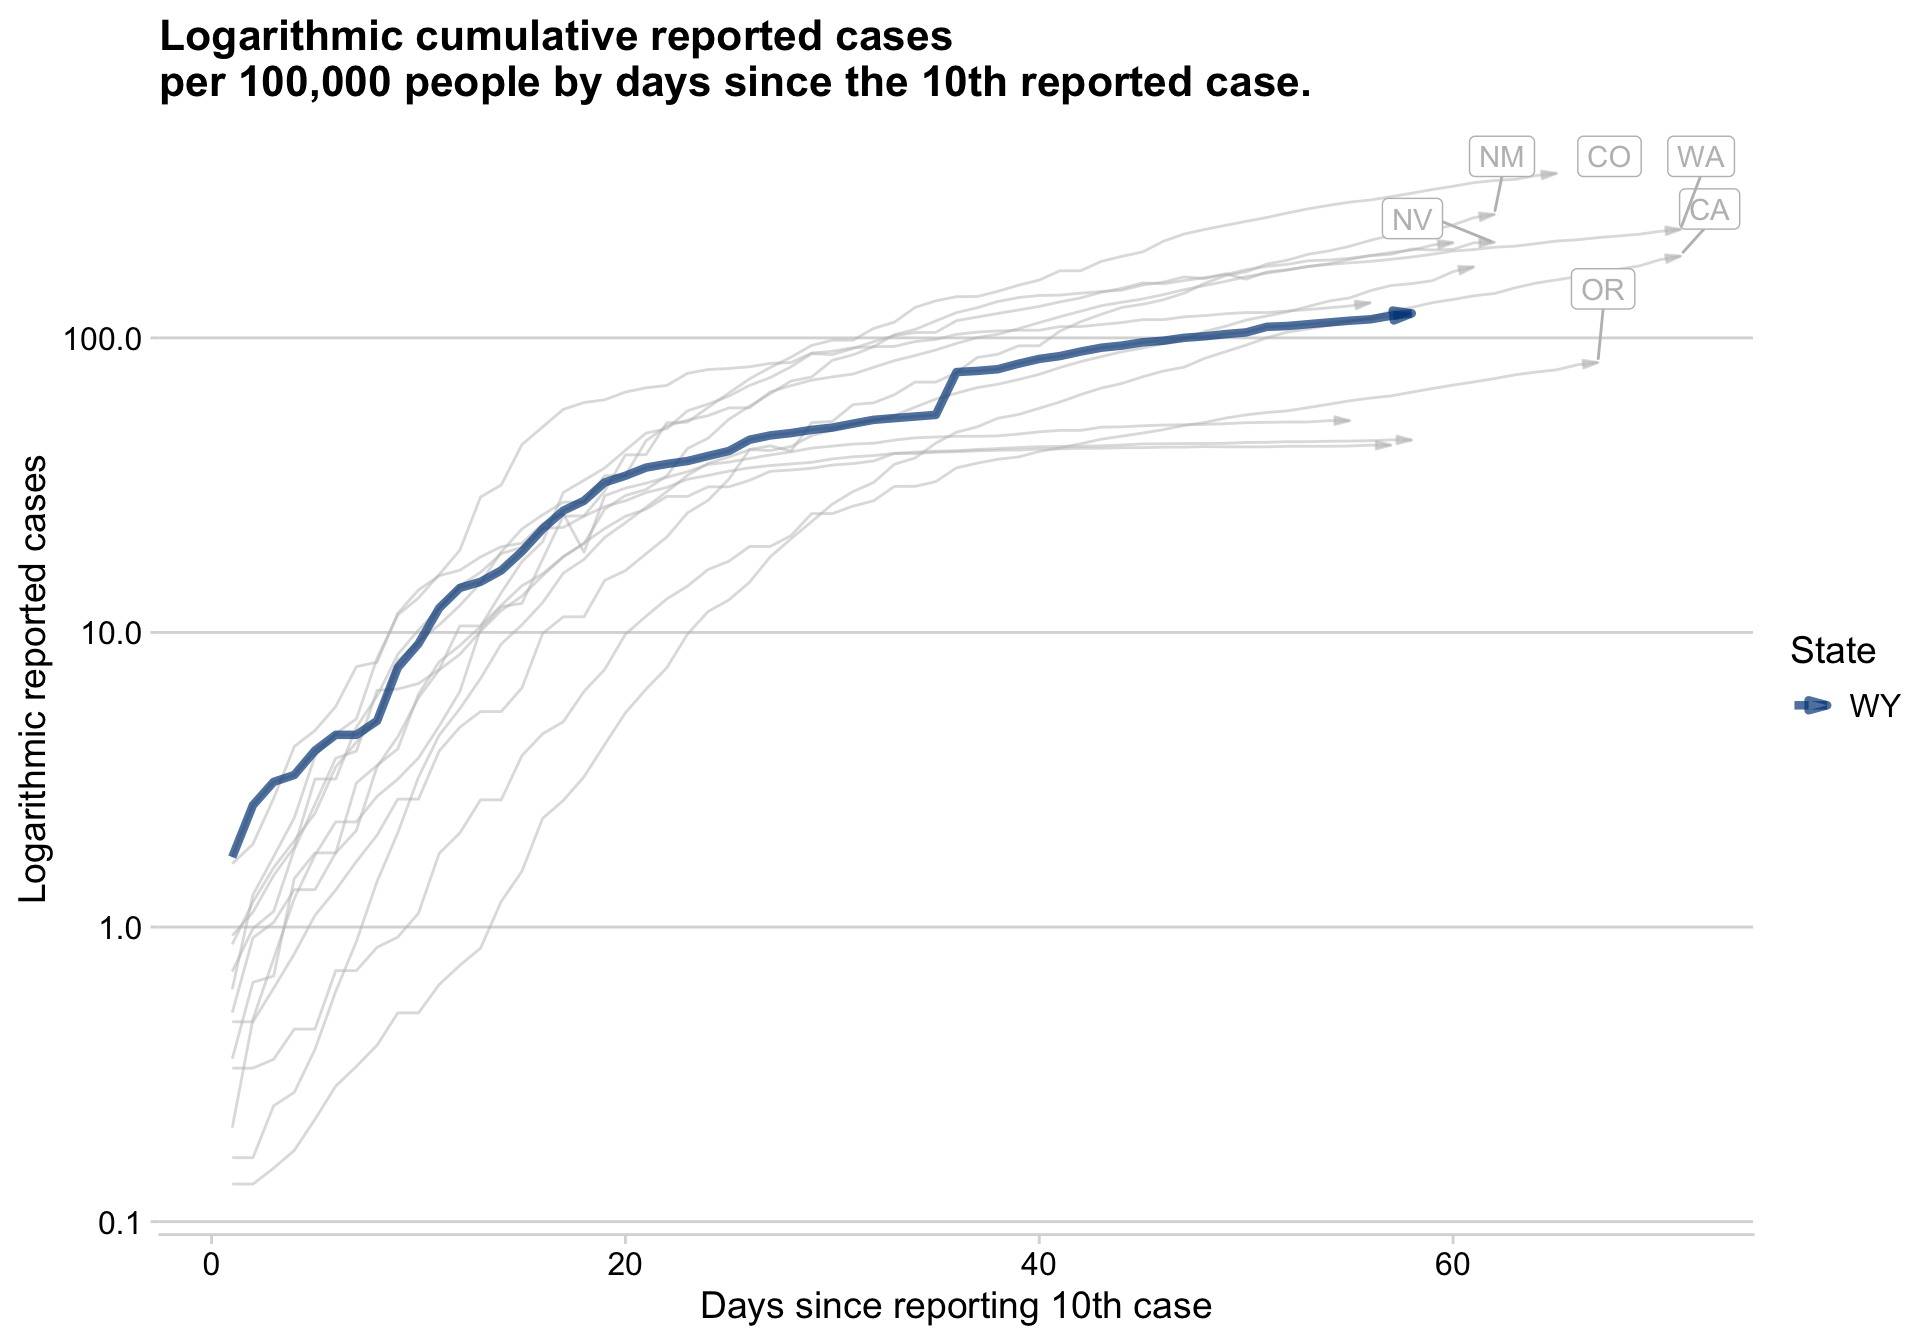 Logarithmic cumulative reported cases
per 100,000 people by days since the 10th reported case.
NM
CO
WA
CA
NV
OR
100.0
10.0
1.0
0.1
Logarithmic reported cases
0
20
40
60
Days since reporting 10th case
State
WY